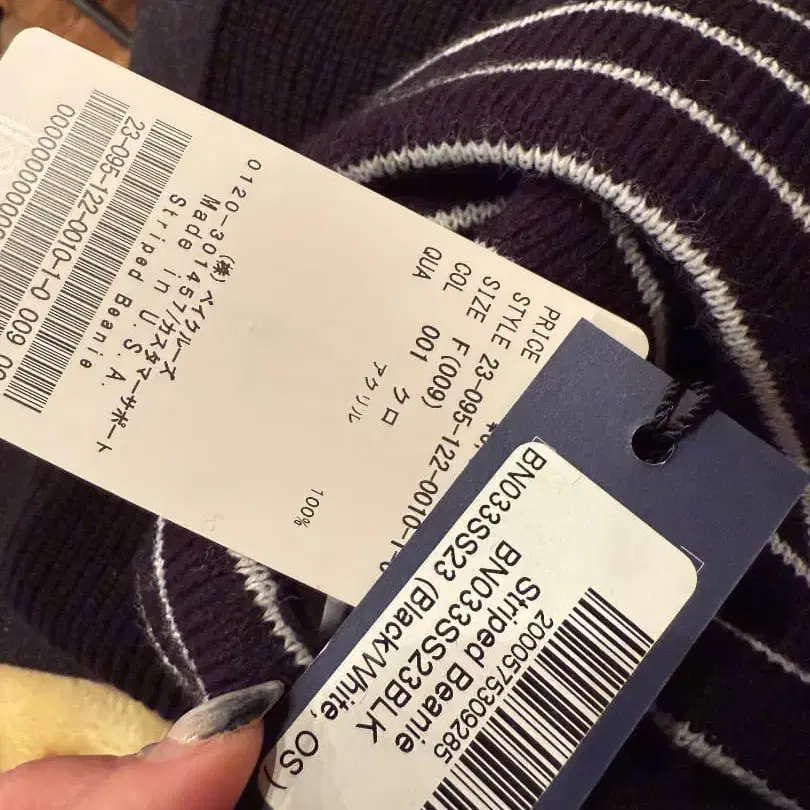 PRICE
STYLE 23-095-122-0010-1-0
SIZE F(009)
COL 001 クロ
QUA
アクリル 100%
(株)ベイクルーズ
0120-301457/カスタマーサポート
Made in U.S.A.
Striped Beanie
23-095-122-0010-1-0 009 00
0000000000000
BN033SS23 (Black/White, OS)
BN033SS23BLK
Striped Beanie
2000575309285